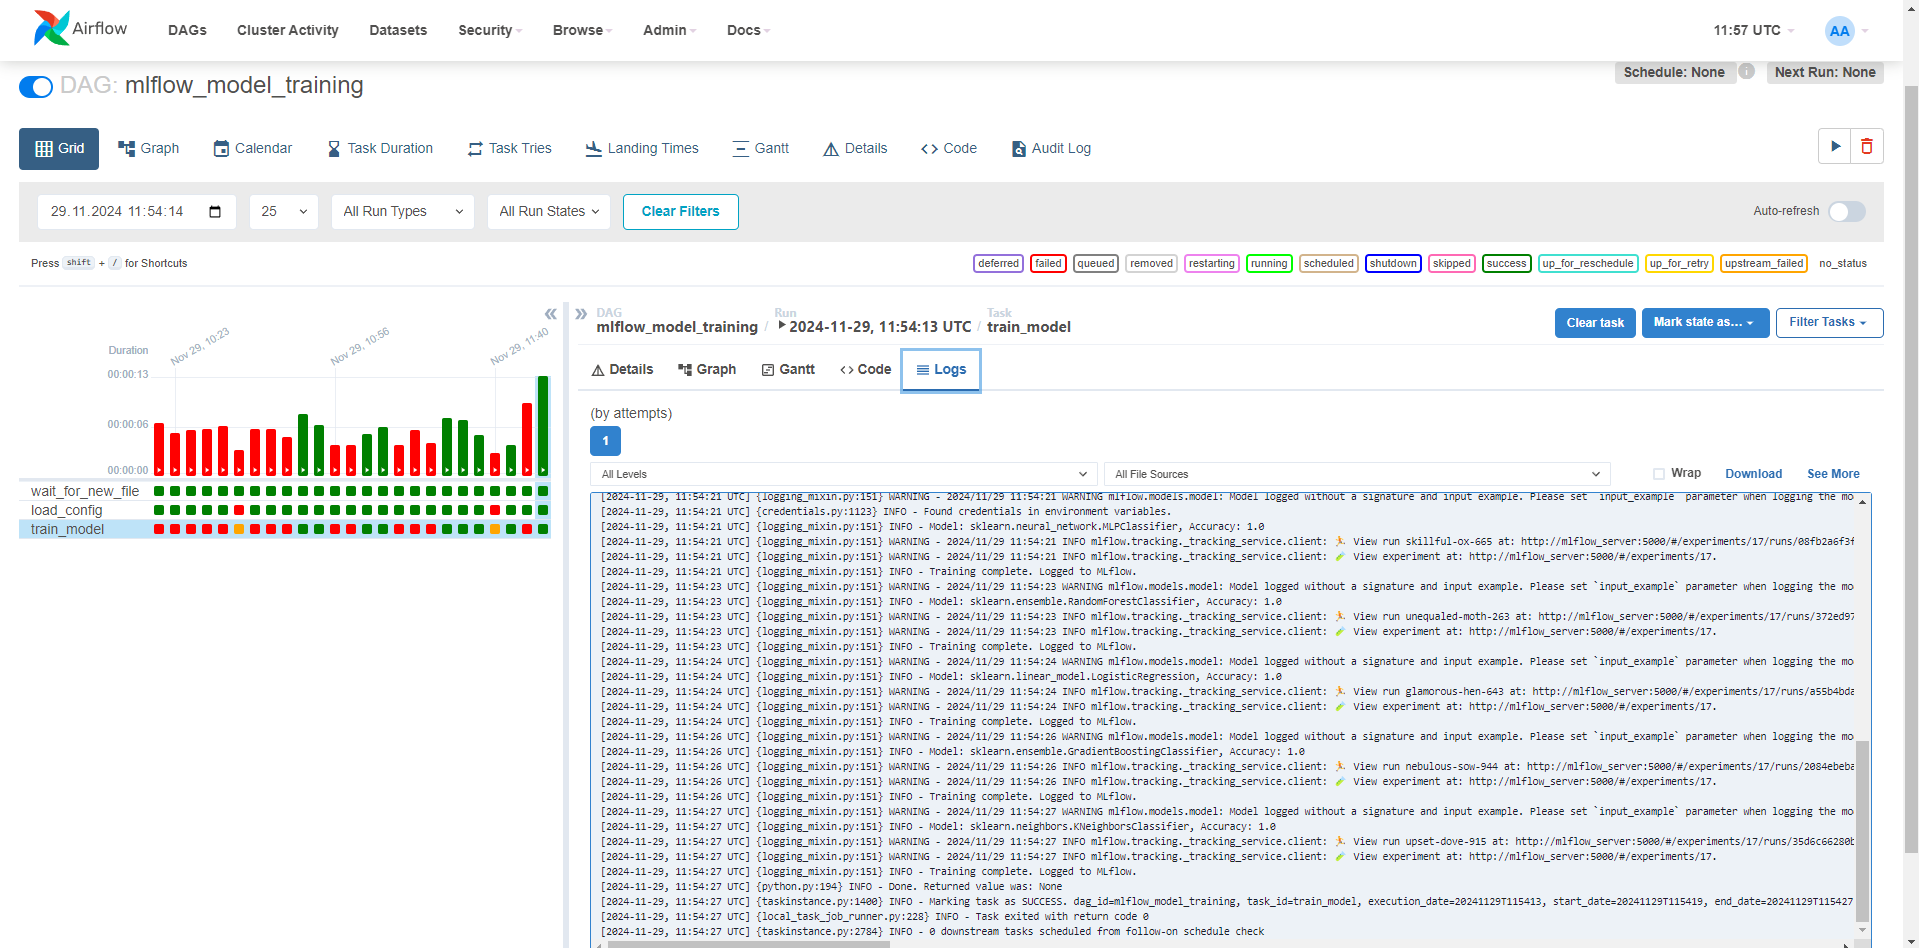 Airflow DAGs Cluster Activity Datasets Security Browse Admin Docs 11:57 UTC AA
DAG: mlflow_model_training Schedule: None Next Run: None
Grid Graph Calendar Task Duration Task Tries Landing Times Gantt Details Code Audit Log
29.11.2024 11:54:14 25 All Run Types All Run States Clear Filters Auto-refresh
Press shift + / for Shortcuts deferred failed queued removed restarting running scheduled shutdown skipped success up_for_reschedule up_for_retry upstream_failed no_status
Duration
00:00:13
00:00:06
00:00:00
Nov 29, 10:23
Nov 29, 10:56
Nov 29, 11:40
wait_for_new_file
load_config
train_model
DAG Run Task
mlflow_model_training / 2024-11-29, 11:54:13 UTC / train_model
Clear task Mark state as... Filter Tasks
Details Graph Gantt Code Logs
(by attempts)
1
All Levels All File Sources Wrap Download See More
[2024-11-29, 11:54:21 UTC] {logging_mixin.py:151} WARNING - 2024/11/29 11:54:21 WARNING mlflow.models.model: Model logged without a signature and input example. Please set `input_example` parameter when logging the mo
[2024-11-29, 11:54:21 UTC] {credentials.py:1123} INFO - Found credentials in environment variables.
[2024-11-29, 11:54:21 UTC] {logging_mixin.py:151} INFO - Model: sklearn.neural_network.MLPClassifier, Accuracy: 1.0
[2024-11-29, 11:54:21 UTC] {logging_mixin.py:151} WARNING - 2024/11/29 11:54:21 INFO mlflow.tracking._tracking_service.client: 🏃 View run skillful-ox-665 at: http://mlflow_server:5000/#/experiments/17/runs/08fb2a6f3f
[2024-11-29, 11:54:21 UTC] {logging_mixin.py:151} WARNING - 2024/11/29 11:54:21 INFO mlflow.tracking._tracking_service.client: 🧪 View experiment at: http://mlflow_server:5000/#/experiments/17.
[2024-11-29, 11:54:21 UTC] {logging_mixin.py:151} INFO - Training complete. Logged to MLflow.
[2024-11-29, 11:54:23 UTC] {logging_mixin.py:151} WARNING - 2024/11/29 11:54:23 WARNING mlflow.models.model: Model logged without a signature and input example. Please set `input_example` parameter when logging the mo
[2024-11-29, 11:54:23 UTC] {logging_mixin.py:151} INFO - Model: sklearn.ensemble.RandomForestClassifier, Accuracy: 1.0
[2024-11-29, 11:54:23 UTC] {logging_mixin.py:151} WARNING - 2024/11/29 11:54:23 INFO mlflow.tracking._tracking_service.client: 🏃 View run unequaled-moth-263 at: http://mlflow_server:5000/#/experiments/17/runs/372ed97
[2024-11-29, 11:54:23 UTC] {logging_mixin.py:151} WARNING - 2024/11/29 11:54:23 INFO mlflow.tracking._tracking_service.client: 🧪 View experiment at: http://mlflow_server:5000/#/experiments/17.
[2024-11-29, 11:54:23 UTC] {logging_mixin.py:151} INFO - Training complete. Logged to MLflow.
[2024-11-29, 11:54:24 UTC] {logging_mixin.py:151} WARNING - 2024/11/29 11:54:24 WARNING mlflow.models.model: Model logged without a signature and input example. Please set `input_example` parameter when logging the mo
[2024-11-29, 11:54:24 UTC] {logging_mixin.py:151} INFO - Model: sklearn.linear_model.LogisticRegression, Accuracy: 1.0
[2024-11-29, 11:54:24 UTC] {logging_mixin.py:151} WARNING - 2024/11/29 11:54:24 INFO mlflow.tracking._tracking_service.client: 🏃 View run glamorous-hen-643 at: http://mlflow_server:5000/#/experiments/17/runs/a55b4bda
[2024-11-29, 11:54:24 UTC] {logging_mixin.py:151} WARNING - 2024/11/29 11:54:24 INFO mlflow.tracking._tracking_service.client: 🧪 View experiment at: http://mlflow_server:5000/#/experiments/17.
[2024-11-29, 11:54:24 UTC] {logging_mixin.py:151} INFO - Training complete. Logged to MLflow.
[2024-11-29, 11:54:26 UTC] {logging_mixin.py:151} WARNING - 2024/11/29 11:54:26 WARNING mlflow.models.model: Model logged without a signature and input example. Please set `input_example` parameter when logging the mo
[2024-11-29, 11:54:26 UTC] {logging_mixin.py:151} INFO - Model: sklearn.ensemble.GradientBoostingClassifier, Accuracy: 1.0
[2024-11-29, 11:54:26 UTC] {logging_mixin.py:151} WARNING - 2024/11/29 11:54:26 INFO mlflow.tracking._tracking_service.client: 🏃 View run nebulous-sow-944 at: http://mlflow_server:5000/#/experiments/17/runs/2084ebeba
[2024-11-29, 11:54:26 UTC] {logging_mixin.py:151} WARNING - 2024/11/29 11:54:26 INFO mlflow.tracking._tracking_service.client: 🧪 View experiment at: http://mlflow_server:5000/#/experiments/17.
[2024-11-29, 11:54:26 UTC] {logging_mixin.py:151} INFO - Training complete. Logged to MLflow.
[2024-11-29, 11:54:27 UTC] {logging_mixin.py:151} WARNING - 2024/11/29 11:54:27 WARNING mlflow.models.model: Model logged without a signature and input example. Please set `input_example` parameter when logging the mo
[2024-11-29, 11:54:27 UTC] {logging_mixin.py:151} INFO - Model: sklearn.neighbors.KNeighborsClassifier, Accuracy: 1.0
[2024-11-29, 11:54:27 UTC] {logging_mixin.py:151} WARNING - 2024/11/29 11:54:27 INFO mlflow.tracking._tracking_service.client: 🏃 View run upset-dove-915 at: http://mlflow_server:5000/#/experiments/17/runs/35d6c66280b
[2024-11-29, 11:54:27 UTC] {logging_mixin.py:151} WARNING - 2024/11/29 11:54:27 INFO mlflow.tracking._tracking_service.client: 🧪 View experiment at: http://mlflow_server:5000/#/experiments/17.
[2024-11-29, 11:54:27 UTC] {logging_mixin.py:151} INFO - Training complete. Logged to MLflow.
[2024-11-29, 11:54:27 UTC] {python.py:194} INFO - Done. Returned value was: None
[2024-11-29, 11:54:27 UTC] {taskinstance.py:1400} INFO - Marking task as SUCCESS. dag_id=mlflow_model_training, task_id=train_model, execution_date=20241129T115413, start_date=20241129T115419, end_date=20241129T115427
[2024-11-29, 11:54:27 UTC] {local_task_job_runner.py:228} INFO - Task exited with return code 0
[2024-11-29, 11:54:27 UTC] {taskinstance.py:2784} INFO - 0 downstream tasks scheduled from follow-on schedule check